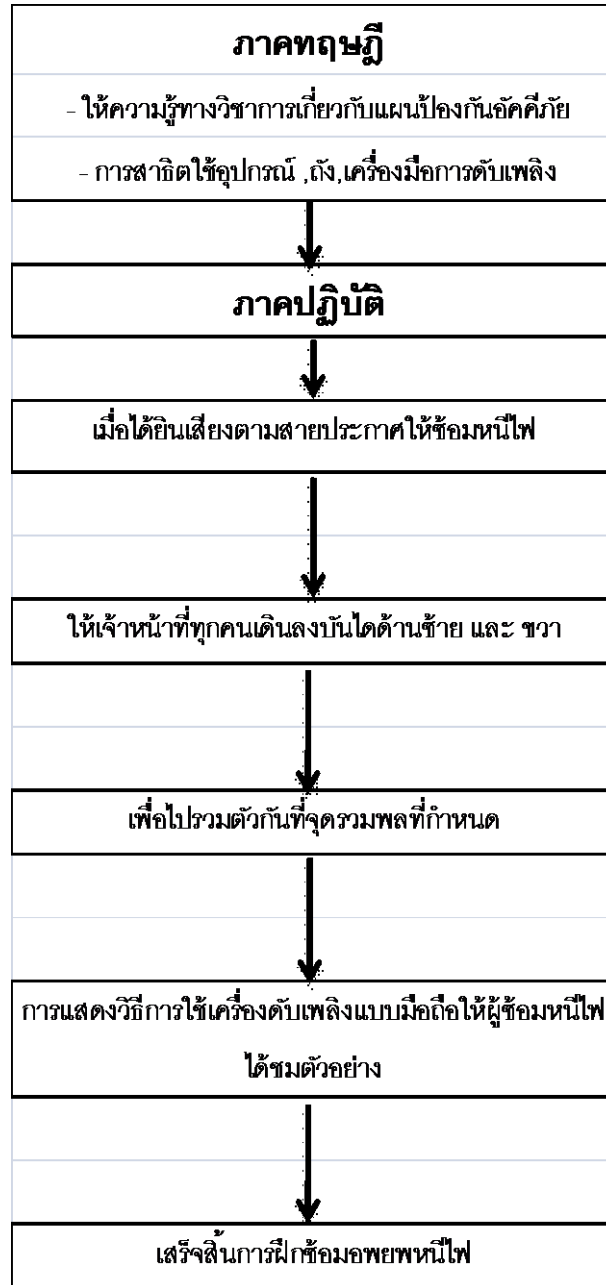 ภาคทฤษฎี
- ให้ความรู้ทางวิชาการเกี่ยวกับแผนป้องกันอัคคีภัย
- การสาธิตใช้อุปกรณ์ ,ถัง,เครื่องมือการดับเพลิง
ภาคปฏิบัติ
เมื่อได้ยินเสียงตามสายประกาศให้ซ้อมหนีไฟ
ให้เจ้าหน้าที่ทุกคนเดินลงบันไดด้านซ้าย และ ขวา
เพื่อไปรวมตัวกันที่จุดรวมพลที่กำหนด
การแสดงวิธีการใช้เครื่องดับเพลิงแบบมือถือให้ผู้ซ้อมหนีไฟ
ได้ชมตัวอย่าง
เสร็จสิ้นการฝึกซ้อมอพยพหนีไฟ